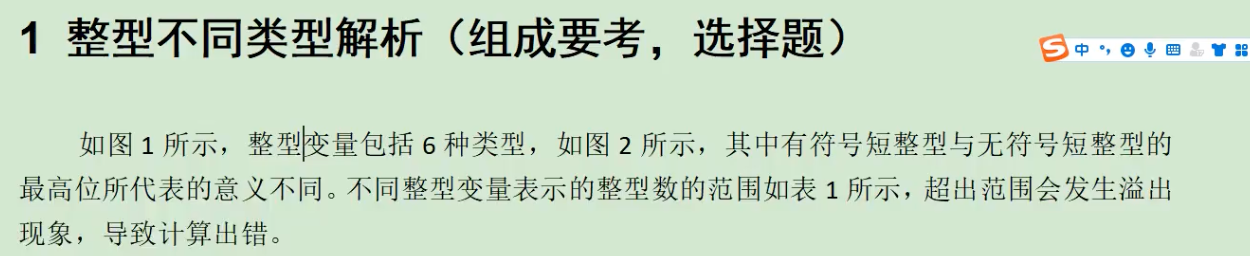 1 整型不同类型解析（组成要考，选择题）
中
如图 1 所示，整型变量包括 6 种类型，如图 2 所示，其中有符号短整型与无符号短整型的
最高位所代表的意义不同。不同整型变量表示的整型数的范围如表 1 所示，超出范围会发生溢出
现象，导致计算出错。